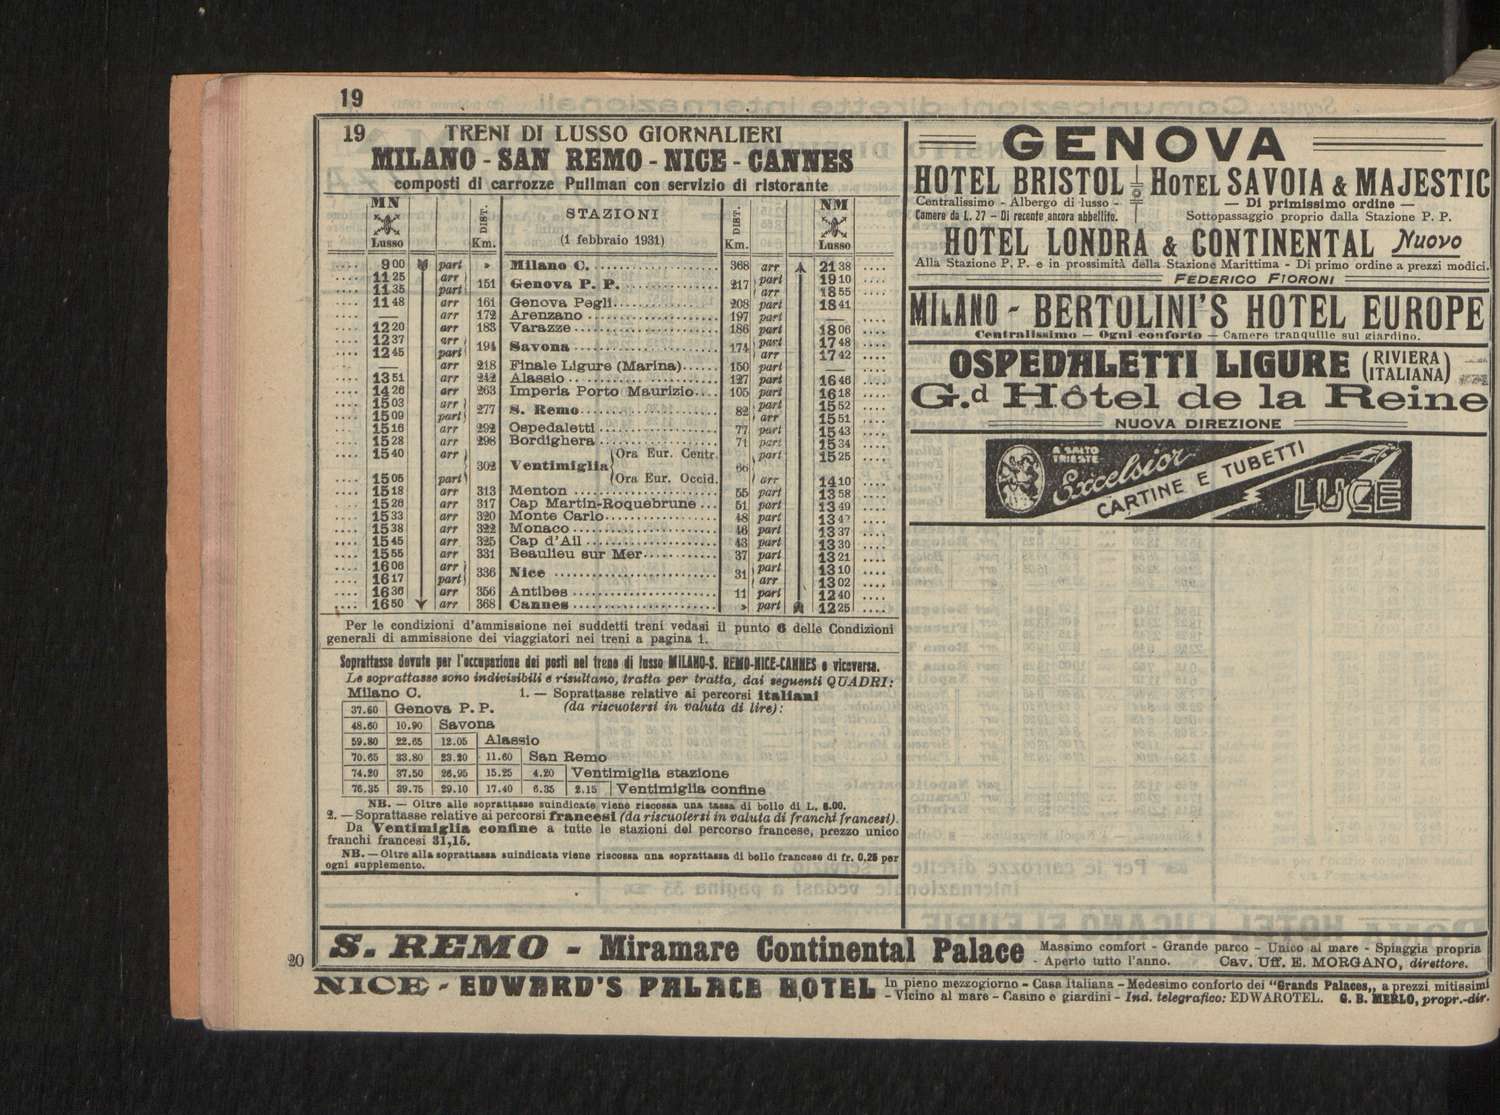 19
19 TRENI DI LUSSO GIORNALIERI
MILANO - SAN REMO - NICE - CANNES
composti di carrozze Pullman con servizio di ristorante
MN Lusso | DIST. Km. | STAZIONI (1 febbraio 1931) | DIST. Km. | NM Lusso
.... 9 00 part » Milano C. 368 arr 21 38 ....
.... 11 25 arr 151 Genova P. P. 217 part 19 10 ....
.... 11 35 part arr 18 55 ....
.... 11 48 arr 161 Genova Pegli 208 part 18 41 ....
.... — arr 172 Arenzano 197 part — ....
.... 12 20 arr 183 Varazze 186 part 18 06 ....
.... 12 37 arr 194 Savona 174 part 17 48 ....
.... 12 45 part arr 17 42 ....
.... — arr 218 Finale Ligure (Marina) 150 part — ....
.... 13 51 arr 242 Alassio 127 part 16 46 ....
.... 14 26 arr 263 Imperia Porto Maurizio 105 part 16 18 ....
.... 15 03 arr 277 S. Remo 82 part 15 52 ....
.... 15 09 part arr 15 51 ....
.... 15 16 arr 292 Ospedaletti 77 part 15 43 ....
.... 15 28 arr 298 Bordighera 71 part 15 34 ....
.... 15 40 arr 302 Ventimiglia (Ora Eur. Centr. 66 part 15 25 ....
.... 15 05 part (Ora Eur. Occid. arr 14 10 ....
.... 15 18 arr 313 Menton 55 part 13 58 ....
.... 15 26 arr 317 Cap Martin-Roquebrune 51 part 13 49 ....
.... 15 33 arr 320 Monte Carlo 48 part ....
.... 15 38 arr 322 Monaco 46 part 13 37 ....
.... 15 45 arr 325 Cap d'Ail 43 part 13 30 ....
.... 15 55 arr 331 Beaulieu sur Mer 37 part 13 21 ....
.... 16 06 arr 336 Nice 31 part 13 10 ....
.... 16 17 part arr 13 02 ....
.... 16 36 arr 356 Antibes 11 part 12 40 ....
.... 16 50 arr 368 Cannes » part 12 25 ....
Per le condizioni d'ammissione nei suddetti treni vedasi il punto 6 delle Condizioni
generali di ammissione dei viaggiatori nei treni a pagina 1.
Soprattasse dovute per l'occupazione dei posti nel treno di lusso MILANO-S. REMO-NICE-CANNES e viceversa.
Le soprattasse sono indivisibili e risultano, tratta per tratta, dai seguenti QUADRI:
Milano C. 1. — Soprattasse relative ai percorsi italiani
37.60 Genova P. P. (da riscuotersi in valuta di lire):
48.60 10.90 Savona
59.80 22.65 12.05 Alassio
70.65 33.80 23.20 11.60 San Remo
74.20 37.50 26.95 15.25 4.20 Ventimiglia stazione
76.35 39.75 29.10 17.40 6.35 2.15 Ventimiglia confine
NB. — Oltre alle soprattasse suindicate viene riscossa una tassa di bollo di L. 5.00.
2. — Soprattasse relative ai percorsi francesi (da riscuotersi in valuta di franchi francesi).
Da Ventimiglia confine a tutte le stazioni del percorso francese, prezzo unico
franchi francesi 31,15.
NB. — Oltre alla soprattassa suindicata viene riscossa una soprattassa di bollo francese di fr. 0,25 per
ogni supplemento.
GENOVA
HOTEL BRISTOL
Centralissimo - Albergo di lusso -
Camere da L. 27 - Di recente ancora abbellito.
HOTEL SAVOIA & MAJESTIC
— Di primissimo ordine —
Sottopassaggio proprio dalla Stazione P. P.
HOTEL LONDRA & CONTINENTAL Nuovo
Alla Stazione P. P. e in prossimità della Stazione Marittima - Di primo ordine a prezzi modici.
FEDERICO FIORONI
MILANO - BERTOLINI'S HOTEL EUROPE
Centralissimo — Ogni conforto — Camere tranquille sul giardino.
OSPEDALETTI LIGURE (RIVIERA ITALIANA)
G.d Hôtel de la Reine
NUOVA DIREZIONE
A. SALTO
TRIESTE
Excelsior
CARTINE E TUBETTI
LUCE
S. REMO - Miramare Continental Palace Massimo comfort - Grande parco - Unico al mare - Spiaggia propria
- Aperto tutto l'anno. Cav. Uff. E. MORGANO, direttore.
20
NICE - EDWARD'S PALACE HOTEL In pieno mezzogiorno - Casa Italiana - Medesimo conforto dei "Grands Palaces„ a prezzi mitissimi
- Vicino al mare - Casino e giardini - Ind. telegrafico: EDWAROTEL. G. B. MERLO, propr.-dir.